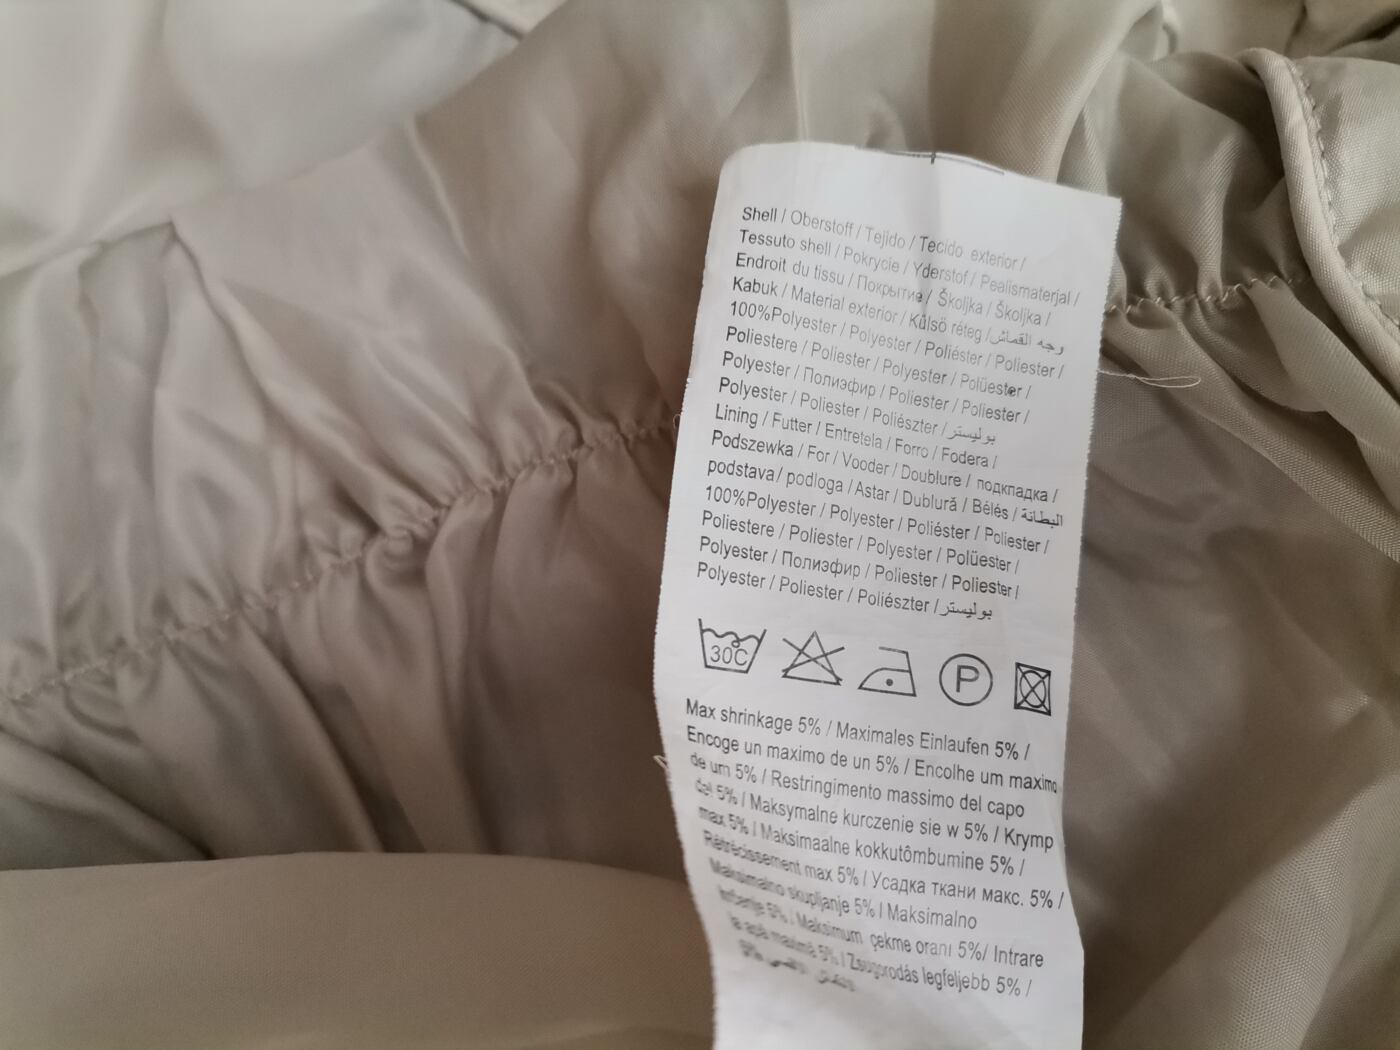 Shell / Oberstoff / Tejido / Tecido exterior /
Tessuto shell / Pokrycie / Yderstof / Pealismaterjal /
Endroit du tissu / Покрытие / Školjka / Školjka /
Kabuk / Material exterior / Külsö réteg / وجه القماش
100%Polyester / Polyester / Poliéster / Poliester /
Poliestere / Poliester / Polyester / Polüester /
Polyester / Полиэфир / Poliester / Poliester /
Polyester / Poliester / Poliészter / بوليستر
Lining / Futter / Entretela / Forro / Fodera /
Podszewka / For / Vooder / Doublure / подкладка /
podstava / podloga / Astar / Dublură / Bélés / البطانة
100%Polyester / Polyester / Poliéster / Poliester /
Poliestere / Poliester / Polyester / Polüester /
Polyester / Полиэфир / Poliester / Poliester /
Polyester / Poliester / Poliészter / بوليستر
30C P
Max shrinkage 5% / Maximales Einlaufen 5% /
Encoge un maximo de un 5% / Encolhe um maximo
de um 5% / Restringimento massimo del capo
del 5% / Maksymalne kurczenie sie w 5% / Krymp
max 5% / Maksimaalne kokkutõmbumine 5% /
Rétrécissement max 5% / Усадка ткани макс. 5% /
Maksimalno skupljanje 5% / Maksimalno
krčenje 5% / Maksimum çekme oranı 5%/ Intrare
la apă maximă 5% / Zsugorodás legfeljebb 5% /